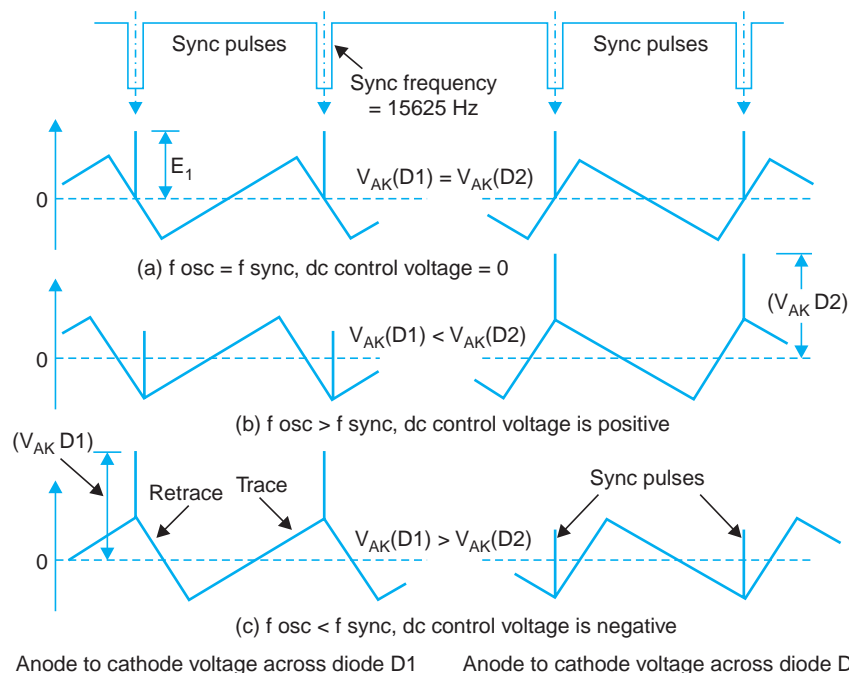 Sync pulses
Sync pulses
Sync frequency
= 15625 Hz
E1
0
VAK(D1) = VAK(D2)
(a) f osc = f sync, dc control voltage = 0
(VAK D2)
0
VAK(D1) < VAK(D2)
(b) f osc > f sync, dc control voltage is positive
(VAK D1)
Retrace
Trace
Sync pulses
0
VAK(D1) > VAK(D2)
(c) f osc < f sync, dc control voltage is negative
Anode to cathode voltage across diode D1
Anode to cathode voltage across diode D